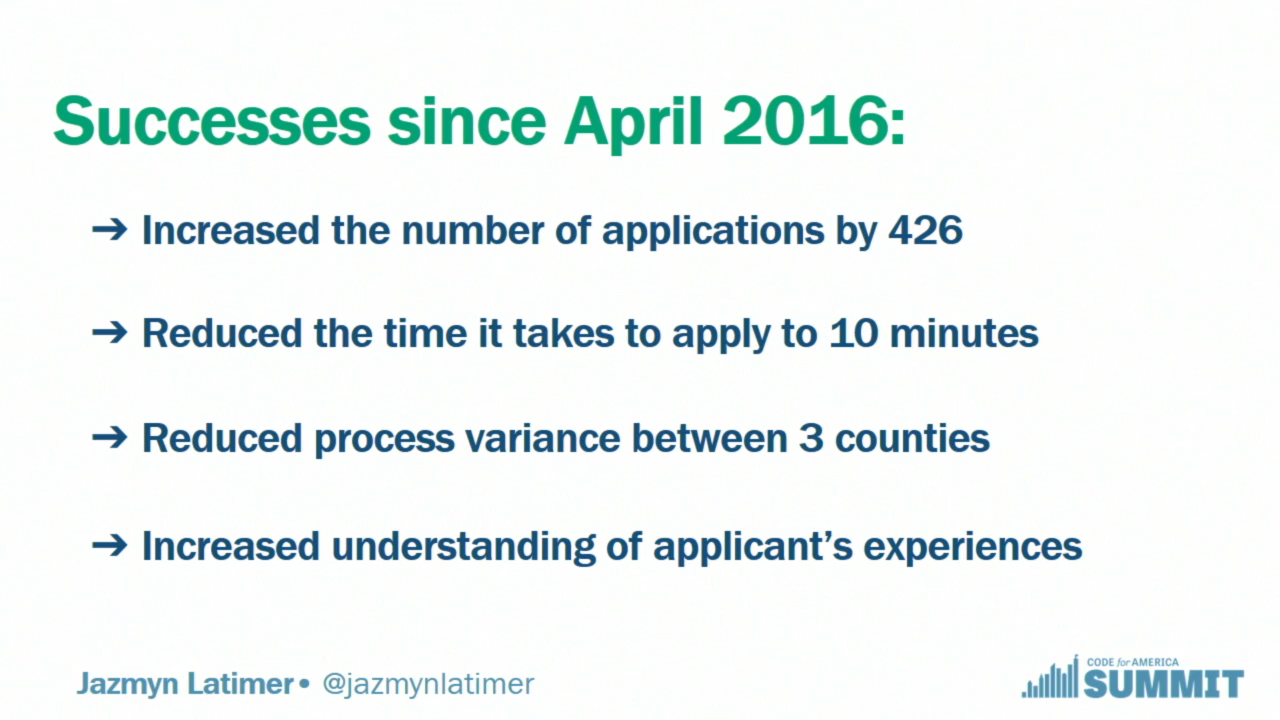 Successes since April 2016:
➔ Increased the number of applications by 426
➔ Reduced the time it takes to apply to 10 minutes
➔ Reduced process variance between 3 counties
➔ Increased understanding of applicant’s experiences
Jazmyn Latimer • @jazmynlatimer
CODE for AMERICA
SUMMIT